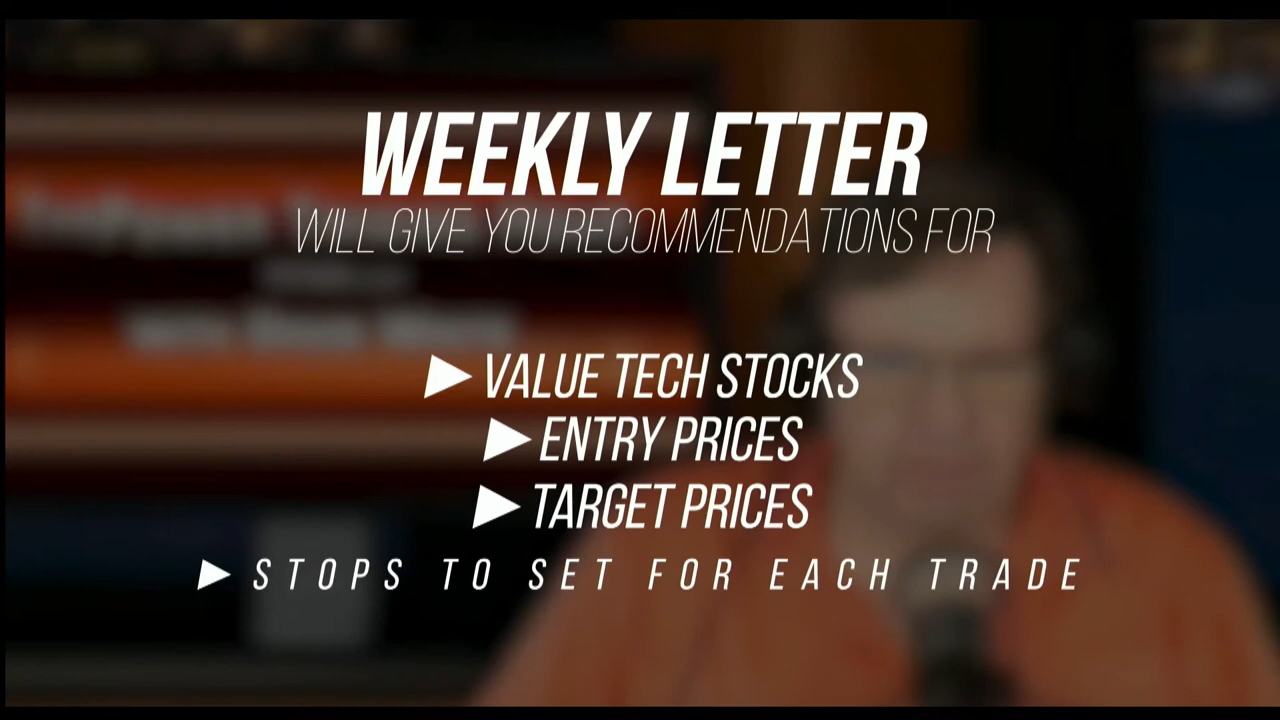 WEEKLY LETTER
WILL GIVE YOU RECOMMENDATIONS FOR
▶ VALUE TECH STOCKS
▶ ENTRY PRICES
▶ TARGET PRICES
▶ STOPS TO SET FOR EACH TRADE